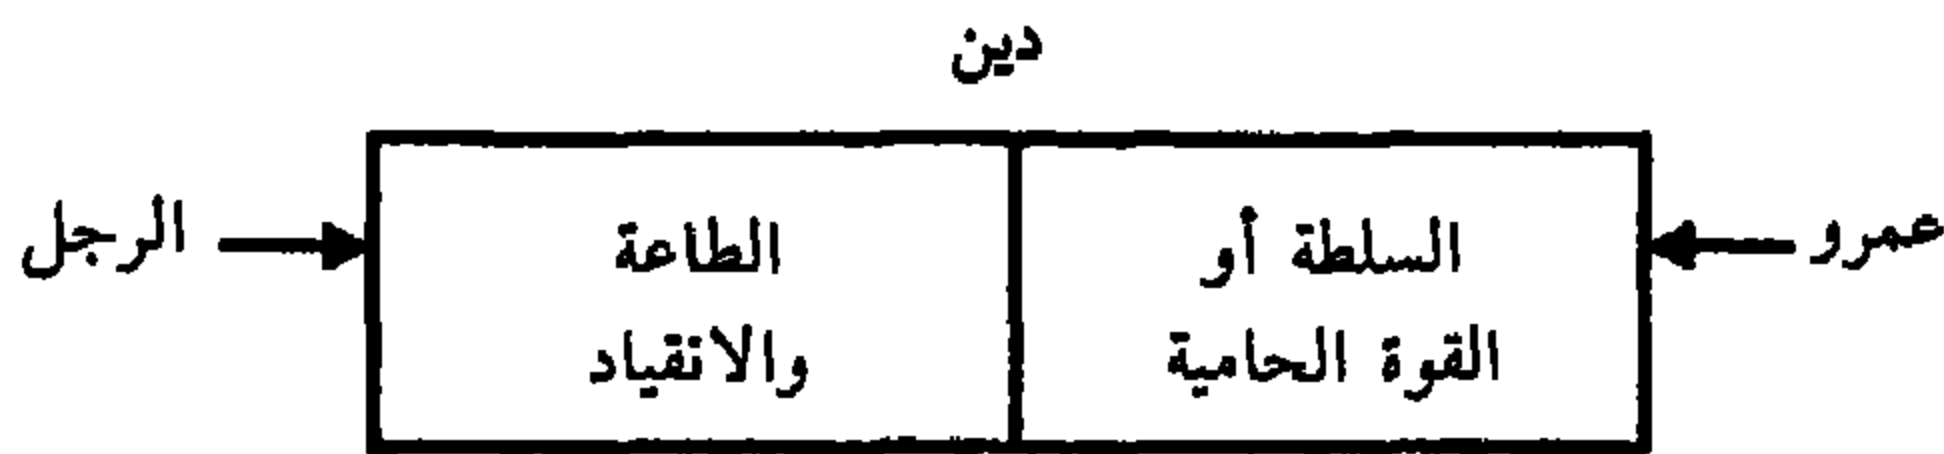 دين
عمرو
السلطة أو
القوة الحامية
الطاعة
والانقياد
الرجل